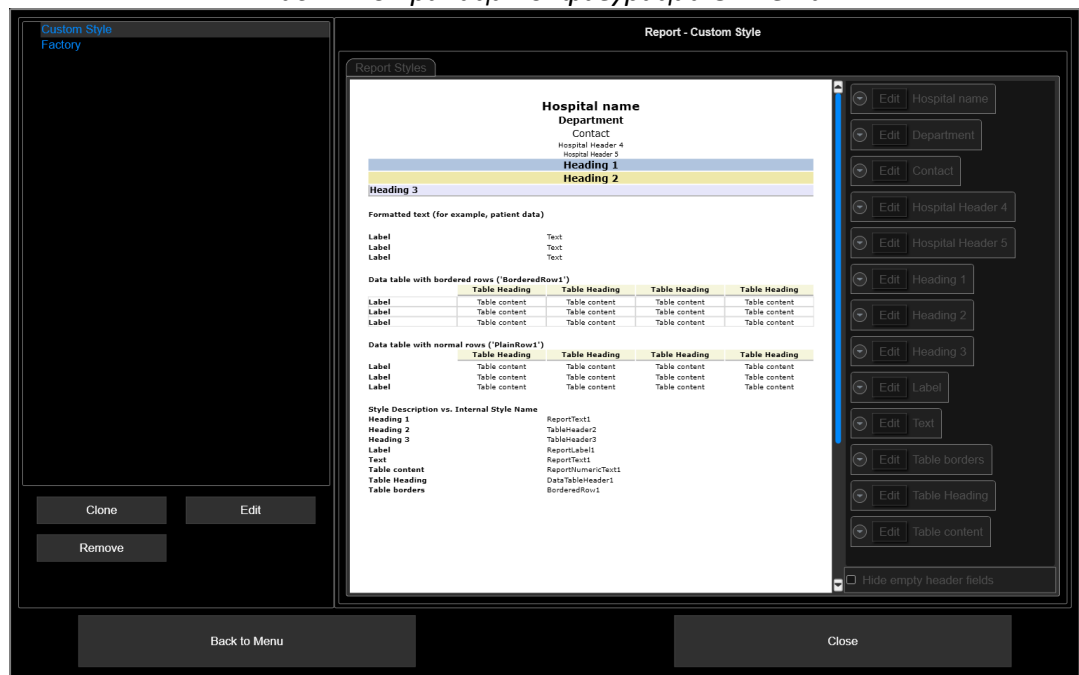 Custom Style
Factory
Clone
Edit
Remove
Report - Custom Style
Report Styles
Hospital name
Department
Contact
Hospital Header 4
Hospital Header 5
Heading 1
Heading 2
Heading 3
Formatted text (for example, patient data)
Label Text
Label Text
Label Text
Data table with bordered rows ('BorderedRow1')
Table Heading Table Heading Table Heading Table Heading
Label Table content Table content Table content Table content
Label Table content Table content Table content Table content
Label Table content Table content Table content Table content
Data table with normal rows ('PlainRow1')
Table Heading Table Heading Table Heading Table Heading
Label Table content Table content Table content Table content
Label Table content Table content Table content Table content
Label Table content Table content Table content Table content
Style Description vs. Internal Style Name
Heading 1 ReportText1
Heading 2 TableHeader2
Heading 3 TableHeader3
Label ReportLabel1
Text ReportText1
Table content ReportNumericText1
Table Heading DataTableHeader1
Table borders BorderedRow1
Edit Hospital name
Edit Department
Edit Contact
Edit Hospital Header 4
Edit Hospital Header 5
Edit Heading 1
Edit Heading 2
Edit Heading 3
Edit Label
Edit Text
Edit Table borders
Edit Table Heading
Edit Table content
Hide empty header fields
Back to Menu
Close